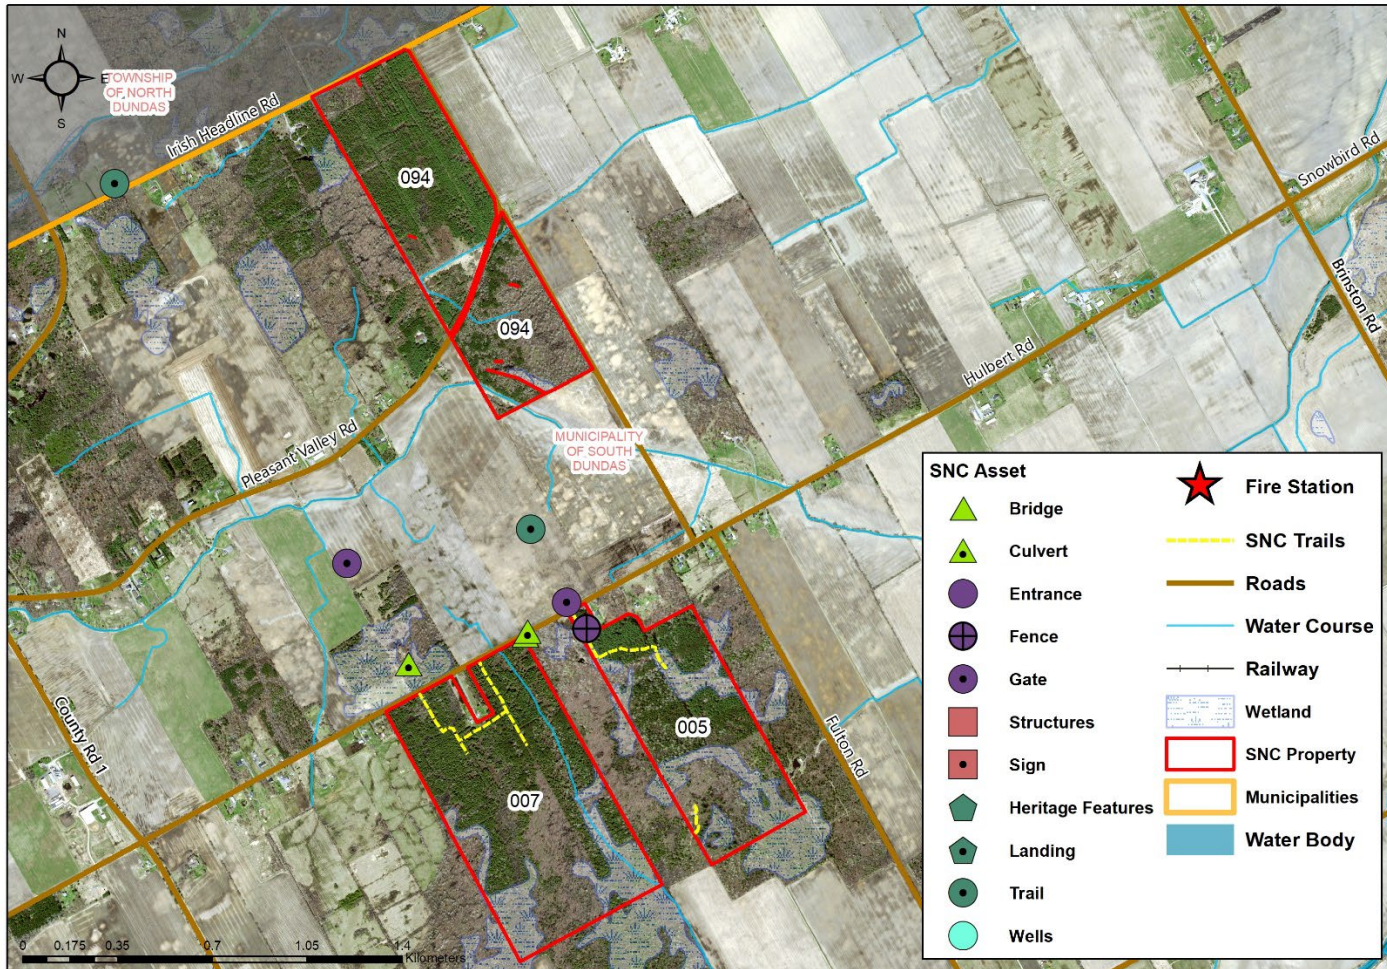 N
W
E
S
TOWNSHIP
OF NORTH
DUNDAS
Irish Headline Rd
094
Snowbird Rd
Brinston Rd
094
Hulbert Rd
Pleasant Valley Rd
MUNICIPALITY
OF SOUTH
DUNDAS
County Rd 1
005
Fulton Rd
007
0 0.175 0.35 0.7 1.05 1.4
Kilometers
SNC Asset
Bridge
Culvert
Entrance
Fence
Gate
Structures
Sign
Heritage Features
Landing
Trail
Wells
Fire Station
SNC Trails
Roads
Water Course
Railway
Wetland
SNC Property
Municipalities
Water Body